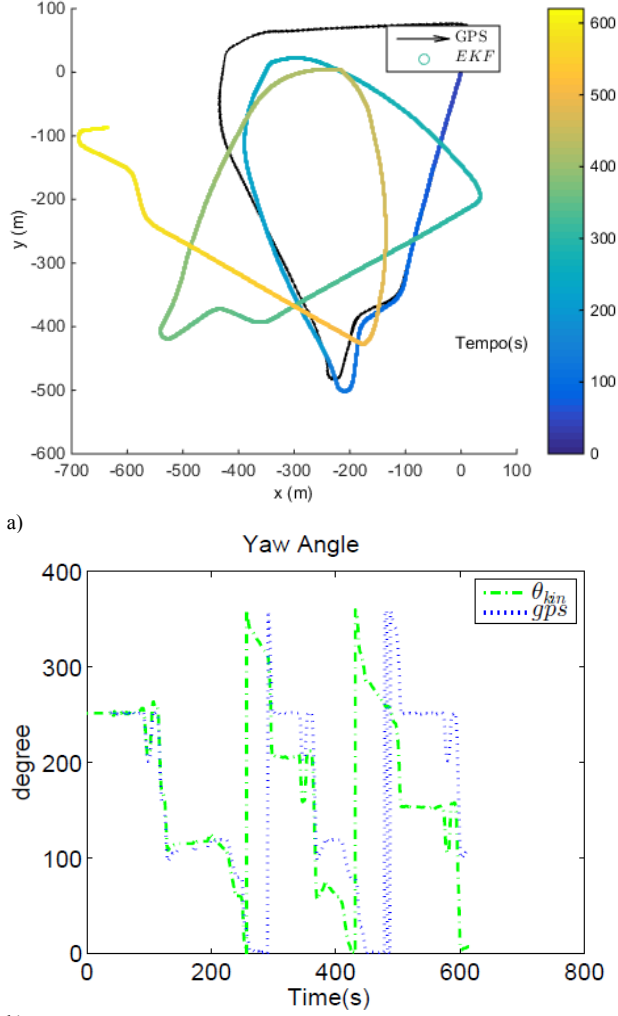 100
0
-100
-200
-300
-400
-500
-600
y (m)
-700 -600 -500 -400 -300 -200 -100 0 100
x (m)
GPS
EKF
Tempo(s)
600
500
400
300
200
100
0
a)
Yaw Angle
400
300
200
100
0
degree
0 200 400 600 800
Time(s)
θkin
gps